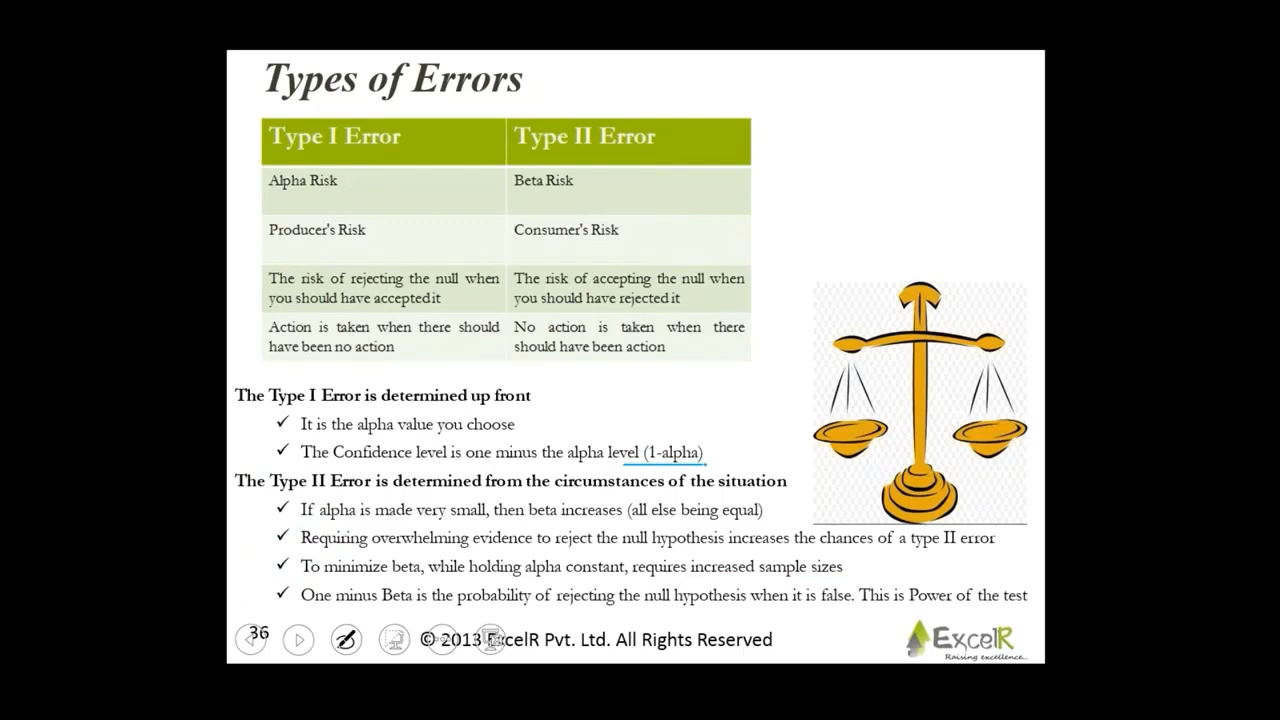 Types of Errors
Type I Error
Type II Error
Alpha Risk
Beta Risk
Producer's Risk
Consumer's Risk
The risk of rejecting the null when
you should have accepted it
The risk of accepting the null when
you should have rejected it
Action is taken when there should
have been no action
No action is taken when there
should have been action
The Type I Error is determined up front
✓ It is the alpha value you choose
✓ The Confidence level is one minus the alpha level (1-alpha)
The Type II Error is determined from the circumstances of the situation
✓ If alpha is made very small, then beta increases (all else being equal)
✓ Requiring overwhelming evidence to reject the null hypothesis increases the chances of a type II error
✓ To minimize beta, while holding alpha constant, requires increased sample sizes
✓ One minus Beta is the probability of rejecting the null hypothesis when it is false. This is Power of the test
36
© 2013 ExcelR Pvt. Ltd. All Rights Reserved
ExcelR
Raising excellence...